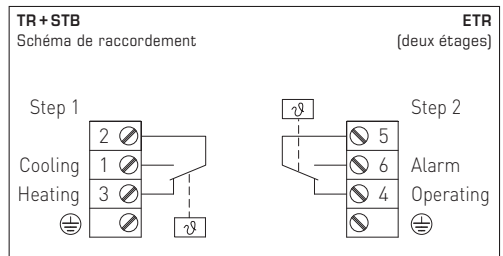 TR+STB ETR
Schéma de raccordement (deux étages)
Step 1 ϑ Step 2
2 5
Cooling 1 6 Alarm
Heating 3 4 Operating
ϑ